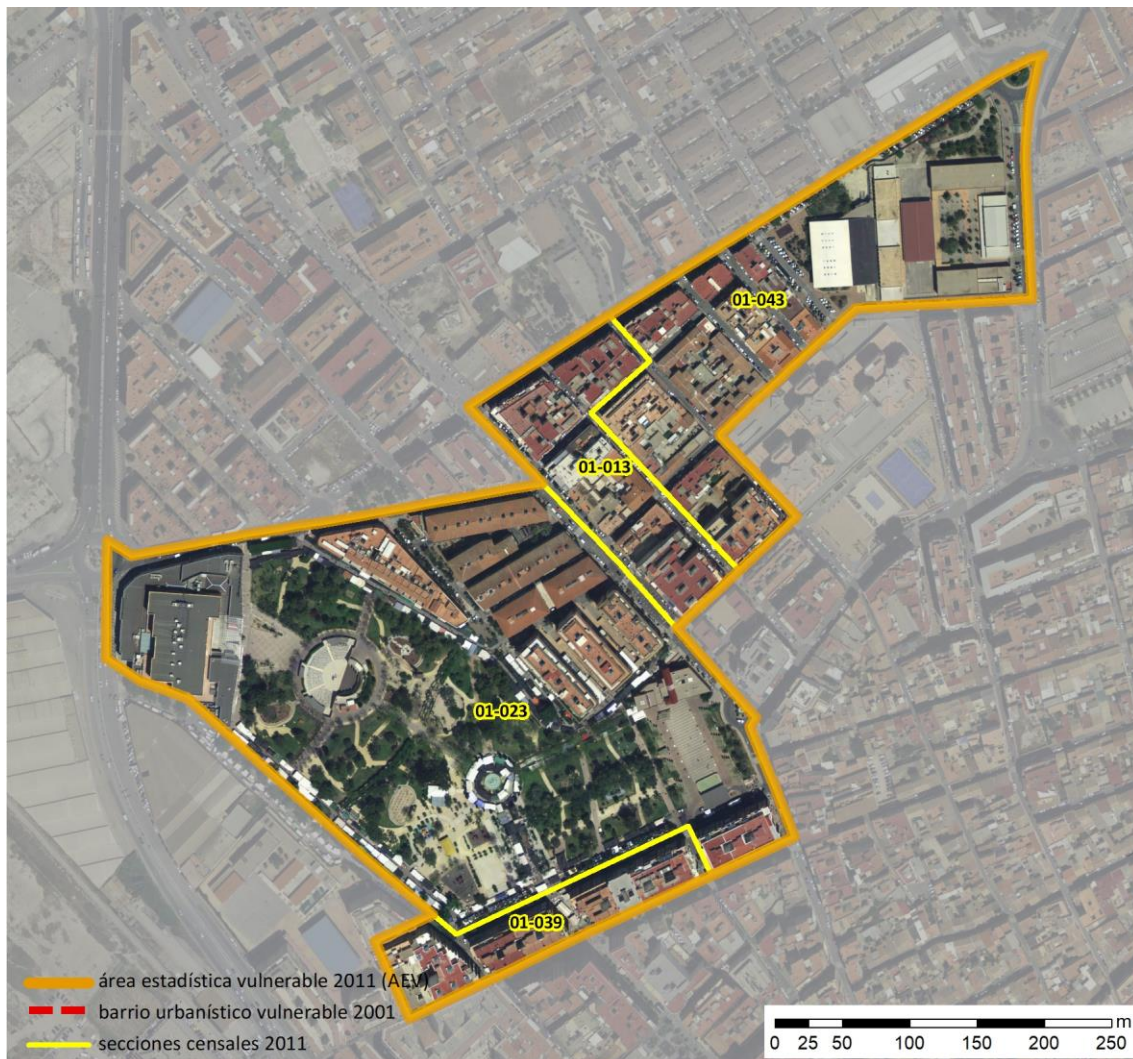 01-043
01-013
01-023
01-039
área estadística vulnerable 2011 (AEV)
barrio urbanístico vulnerable 2001
secciones censales 2011
0 25 50 100 150 200 250 m